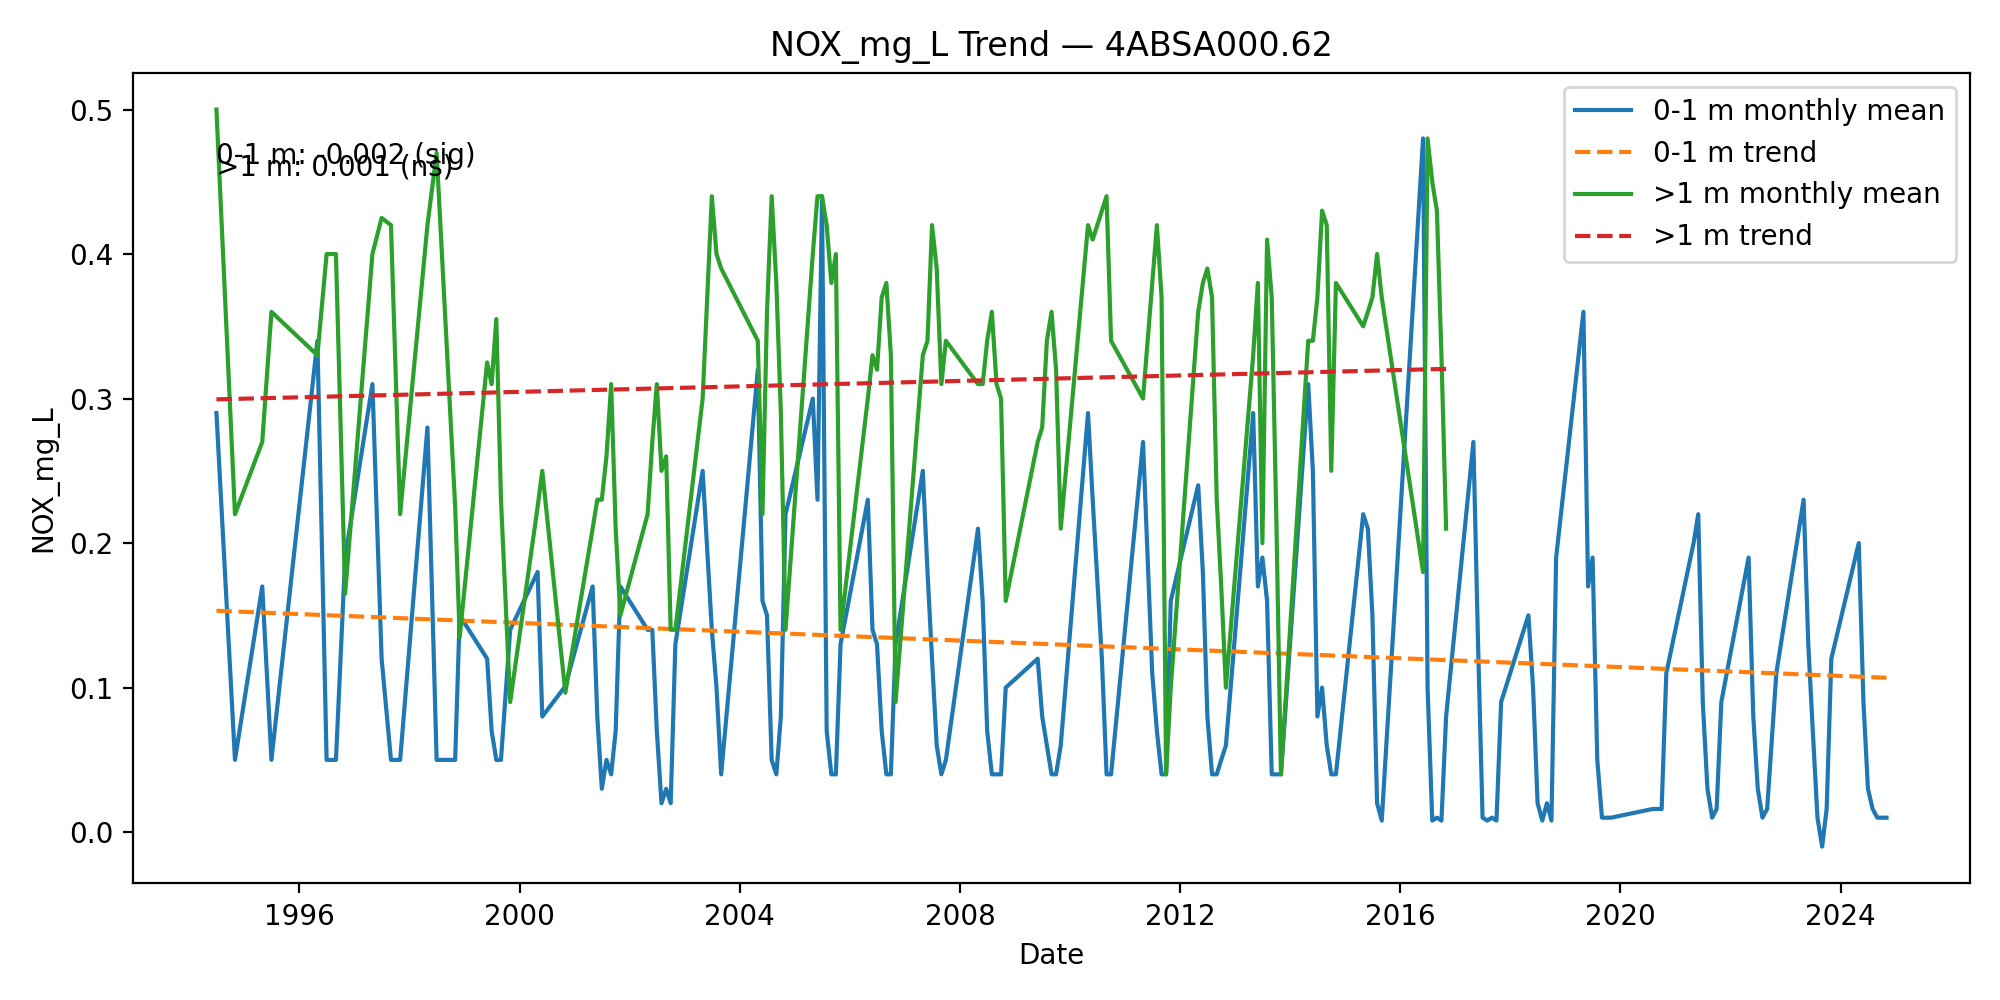 NOX_mg_L Trend — 4ABSA000.62
0-1 m: -0.002 (sig)
>1 m: 0.001 (ns)
0-1 m monthly mean
0-1 m trend
>1 m monthly mean
>1 m trend
NOX_mg_L
0.5
0.4
0.3
0.2
0.1
0.0
1996
2000
2004
2008
2012
2016
2020
2024
Date